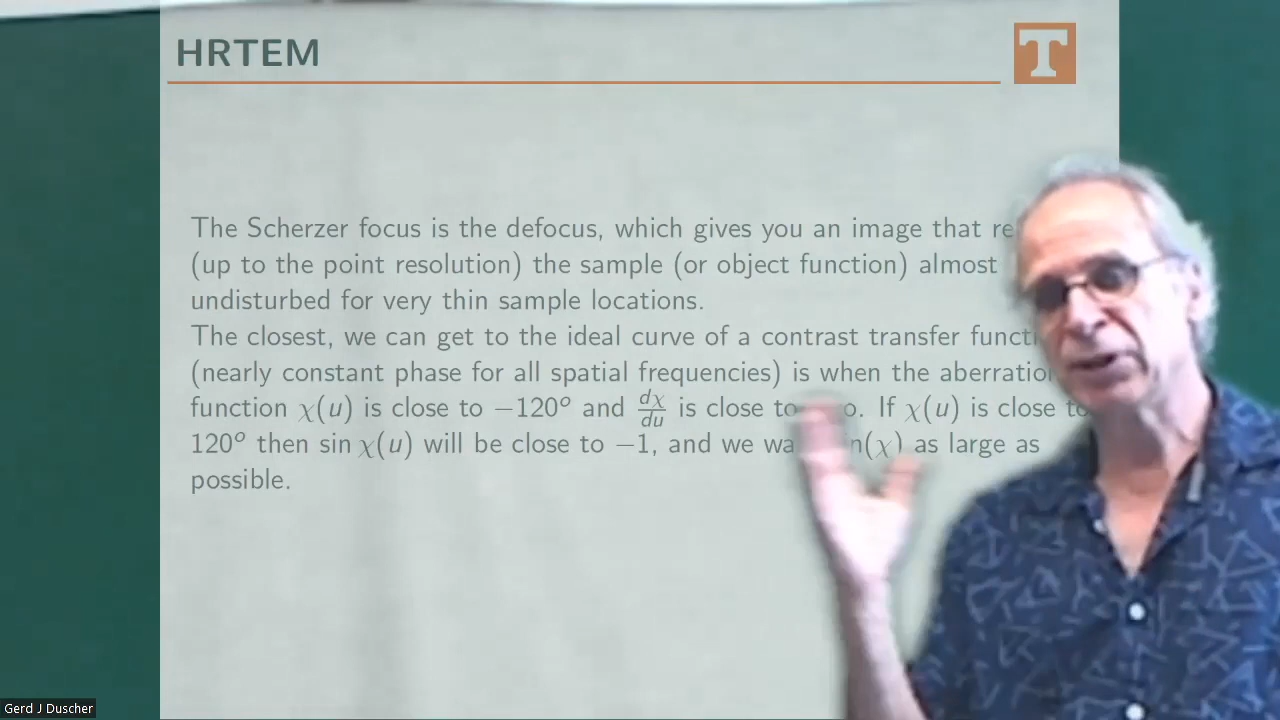 HRTEM
T
The Scherzer focus is the defocus, which gives you an image that
(up to the point resolution) the sample (or object function) almost
undisturbed for very thin sample locations.
The closest, we can get to the ideal curve of a contrast transfer
(nearly constant phase for all spatial frequencies) is when the
function χ(u) is close to −120° and dχ/du is close to If χ(u) is close to
120° then sin χ(u) will be close to −1, and we as large as
possible.
Gerd J Duscher